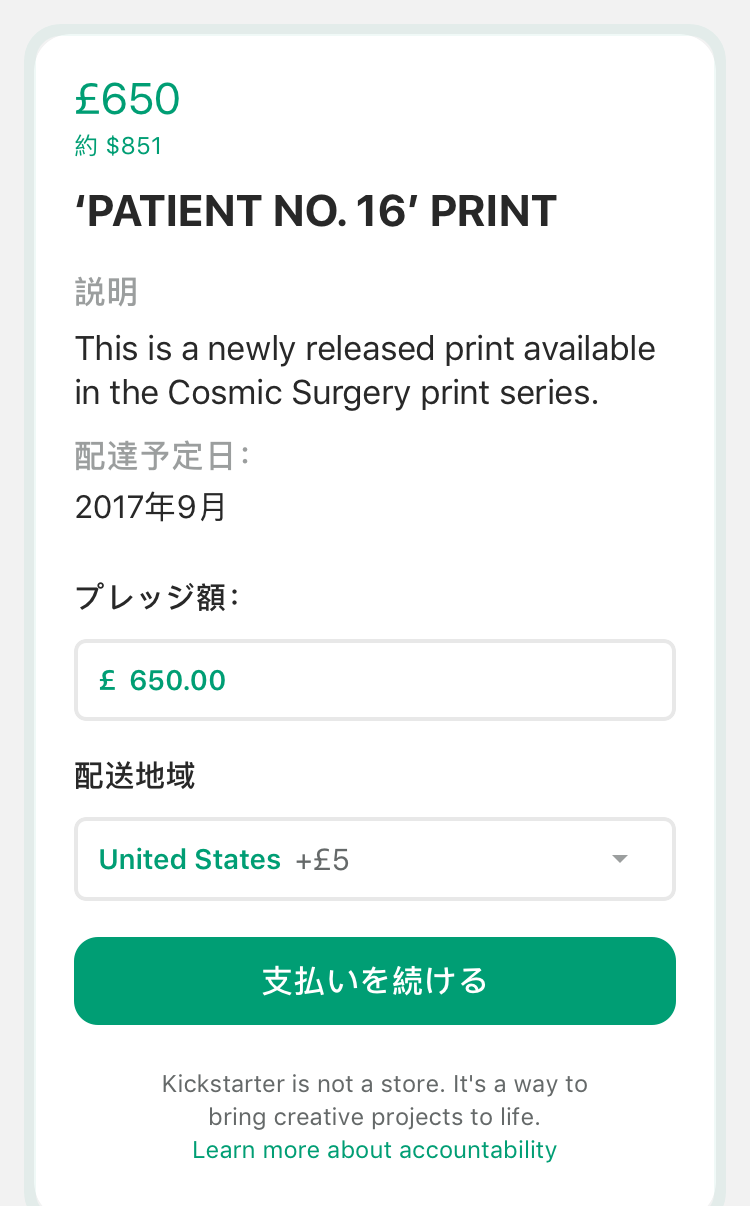 £650
約 $851
‘PATIENT NO. 16’ PRINT
説明
This is a newly released print available
in the Cosmic Surgery print series.
配達予定日：
2017年9月
プレッジ額：
£ 650.00
配送地域
United States +£5
支払いを続ける
Kickstarter is not a store. It's a way to
bring creative projects to life.
Learn more about accountability